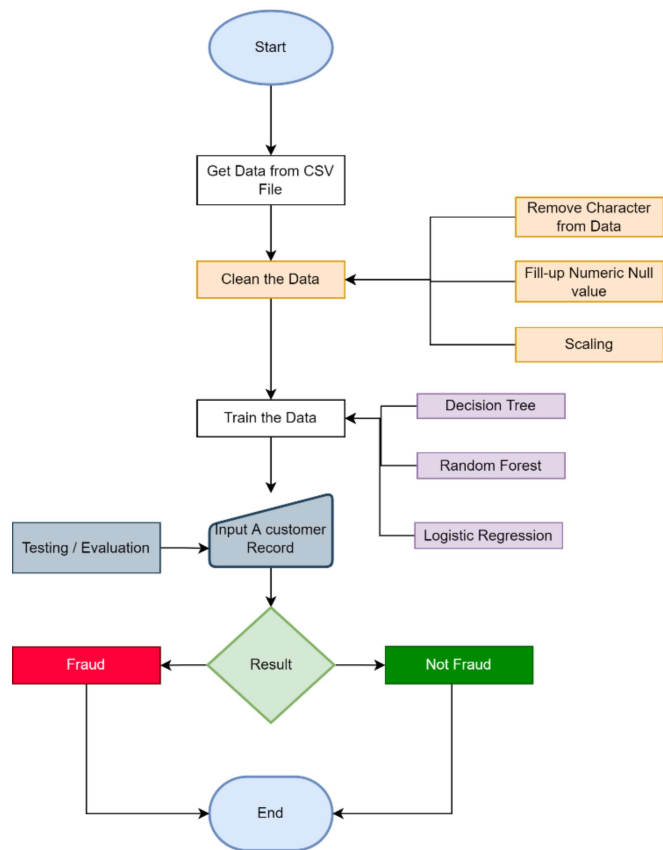 Start
Get Data from CSV
File
Remove Character
from Data
Clean the Data
Fill-up Numeric Null
value
Scaling
Train the Data
Decision Tree
Random Forest
Input A customer
Record
Logistic Regression
Testing / Evaluation
Fraud
Result
Not Fraud
End